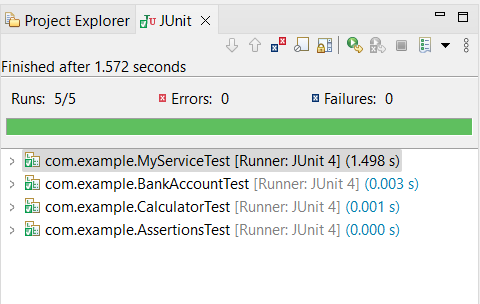 Project Explorer JUnit
Finished after 1.572 seconds
Runs: 5/5 Errors: 0 Failures: 0
com.example.MyServiceTest [Runner: JUnit 4] (1.498 s)
com.example.BankAccountTest [Runner: JUnit 4] (0.003 s)
com.example.CalculatorTest [Runner: JUnit 4] (0.001 s)
com.example.AssertionsTest [Runner: JUnit 4] (0.000 s)